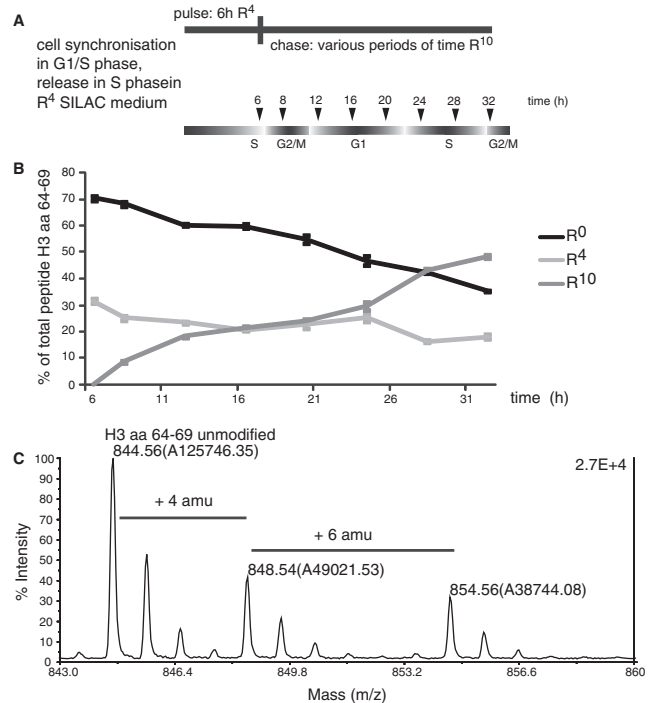 A
pulse: 6h R4
chase: various periods of time R10
cell synchronisation
in G1/S phase,
release in S phasein
R4 SILAC medium
6 8 12 16 20 24 28 32 time (h)
S G2/M G1 S G2/M
B
% of total peptide H3 aa 64-69
80
70
60
50
40
30
20
10
0
6 11 16 21 26 31 time (h)
R0
R4
R10
C
H3 aa 64-69 unmodified
844.56(A125746.35)
2.7E+4
+ 4 amu
+ 6 amu
848.54(A49021.53)
854.56(A38744.08)
% Intensity
100
90
80
70
60
50
40
30
20
10
0
843.0 846.4 849.8 853.2 856.6 860
Mass (m/z)